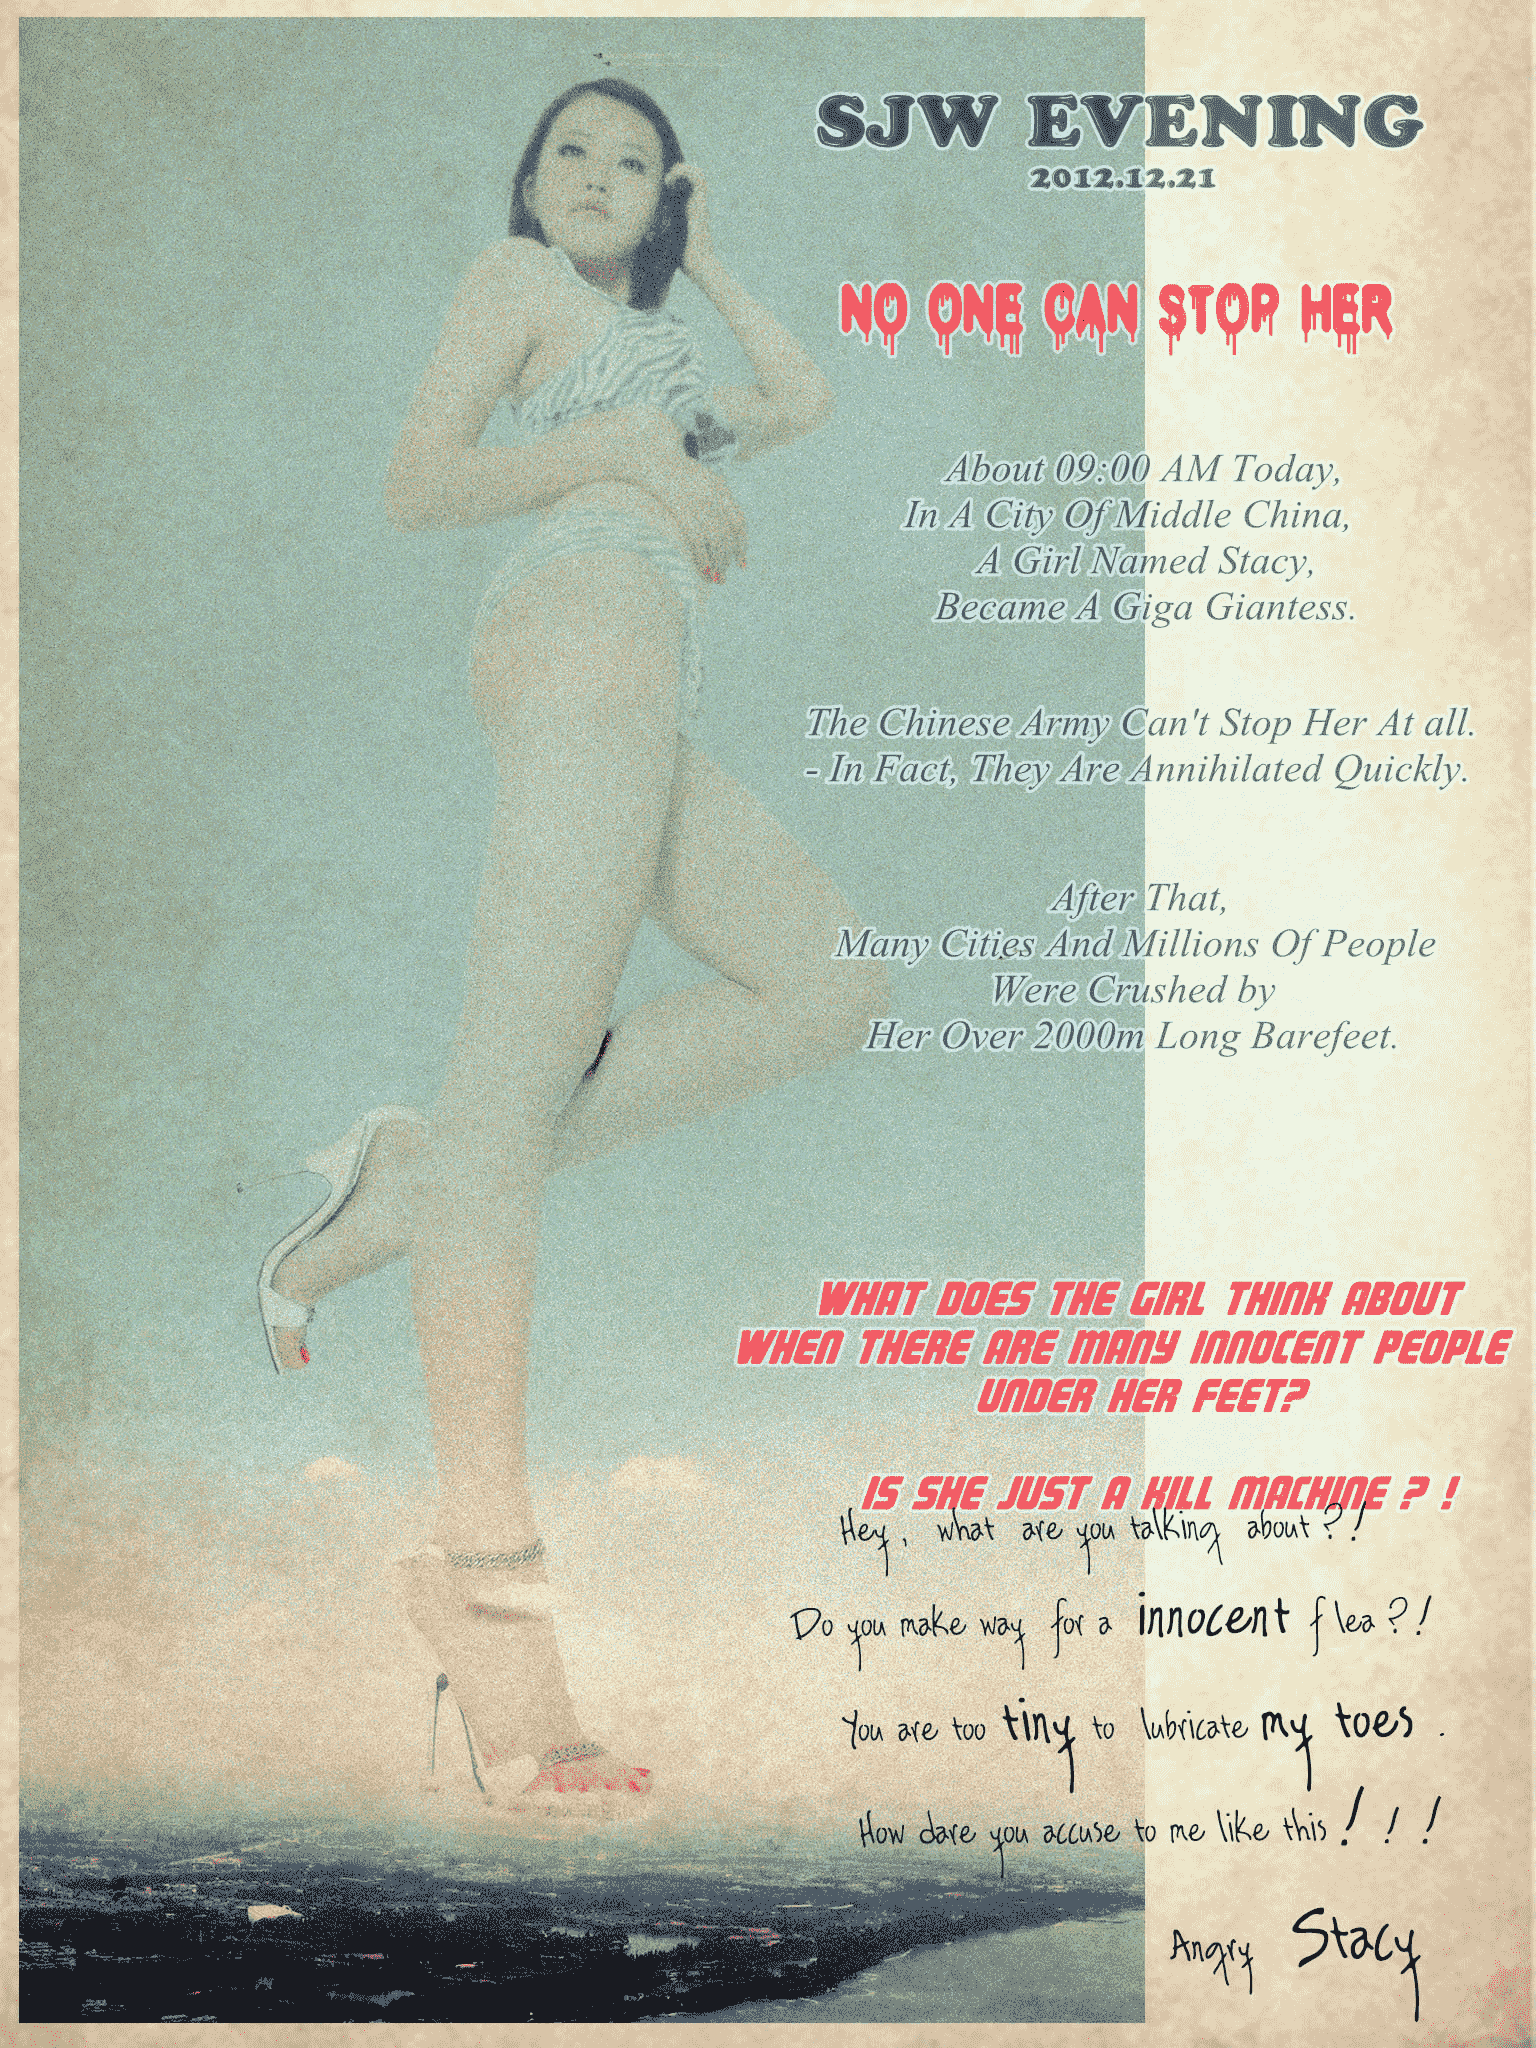 SJW EVENING
2012.12.21
NO ONE CAN STOP HER
About 09:00 AM Today,
In A City Of Middle China,
A Girl Named Stacy,
Became A Giga Giantess.
The Chinese Army Can't Stop Her At all.
- In Fact, They Are Annihilated Quickly.
After That,
Many Cities And Millions Of People
Were Crushed by
Her Over 2000m Long Barefeet.
WHAT DOES THE GIRL THINK ABOUT
WHEN THERE ARE MANY INNOCENT PEOPLE
UNDER HER FEET?
IS SHE JUST A KILL MACHINE ? !
Hey , what are you talking about ? !
Do you make way for a innocent flea ? !
You are too tiny to lubricate my toes .
How dare you accuse to me like this ! ! !
Angry Stacy